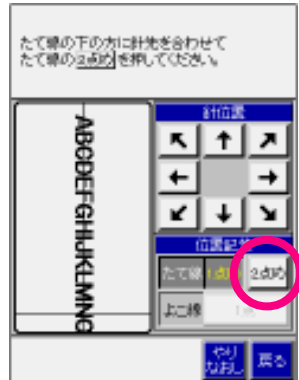 たて線の下の方に針先を合わせて
たて線の2点めを押してください。
針位置
ABCDEFGHIJKLMNO
位置記憶
たて線 1点め 2点め
よこ線 1点
やり
なおし
戻る